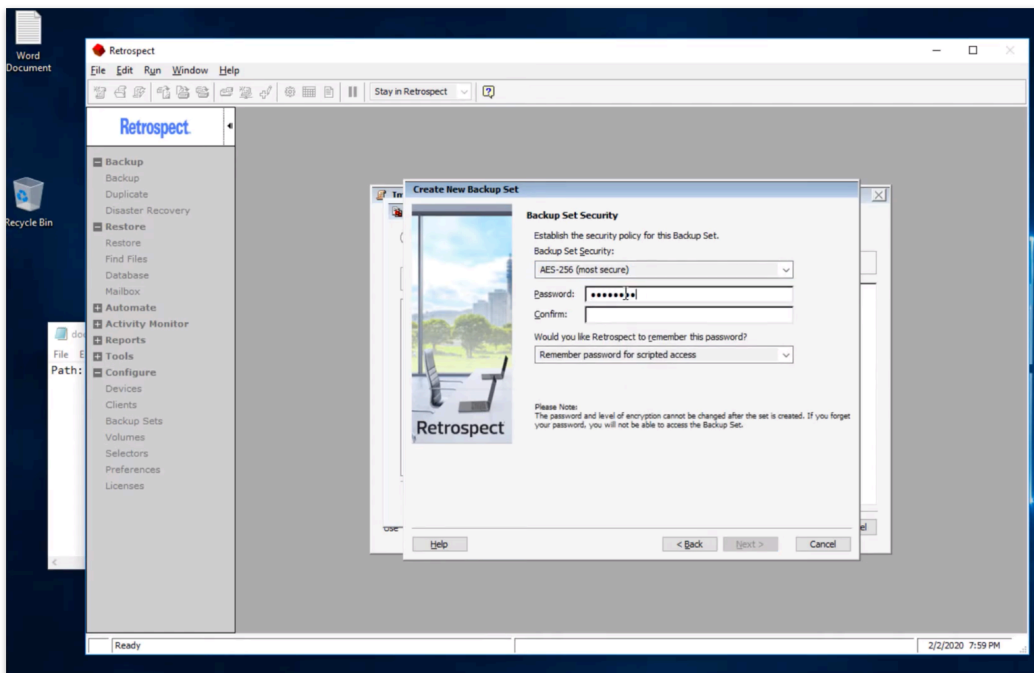 Word
Document
Recycle Bin
Retrospect
File Edit Run Window Help
Stay in Retrospect
Retrospect
Backup
Backup
Duplicate
Disaster Recovery
Restore
Restore
Find Files
Database
Mailbox
Automate
Activity Monitor
Reports
Tools
Configure
Devices
Clients
Backup Sets
Volumes
Selectors
Preferences
Licenses
File
Path:
Create New Backup Set
Backup Set Security
Establish the security policy for this Backup Set.
Backup Set Security:
AES-256 (most secure)
Password:
Confirm:
Would you like Retrospect to remember this password?
Remember password for scripted access
Please Note:
The password and level of encryption cannot be changed after the set is created. If you forget
your password, you will not be able to access the Backup Set.
Retrospect
Use
Help
< Back Next > Cancel
Ready
2/2/2020 7:59 PM